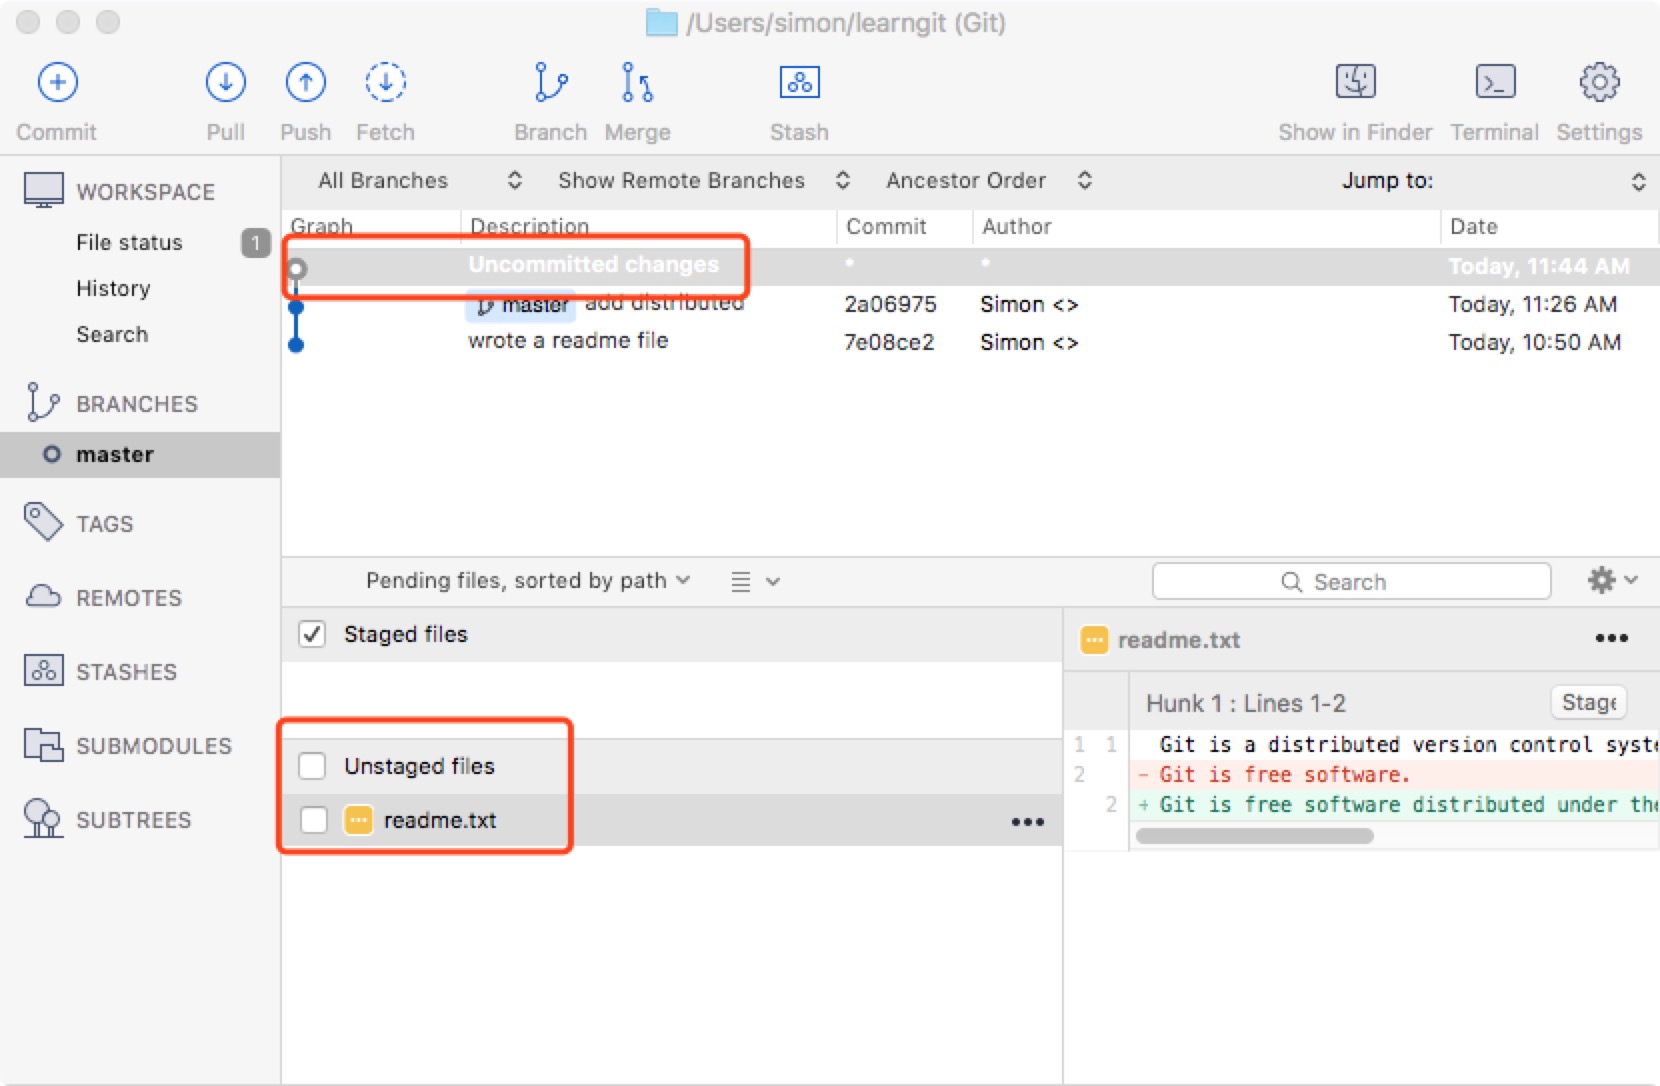 /Users/simon/learngit (Git)
Commit Pull Push Fetch Branch Merge Stash Show in Finder Terminal Settings
WORKSPACE
File status 1
History
Search
BRANCHES
master
TAGS
REMOTES
STASHES
SUBMODULES
SUBTREES
All Branches Show Remote Branches Ancestor Order Jump to:
Graph Description Commit Author Date
Uncommitted changes * * Today, 11:44 AM
master add distributed 2a06975 Simon <> Today, 11:26 AM
wrote a readme file 7e08ce2 Simon <> Today, 10:50 AM
Pending files, sorted by path Search
Staged files
Unstaged files
readme.txt
readme.txt
Hunk 1 : Lines 1-2 Stage
1 1 Git is a distributed version control syste
2 - Git is free software.
2 + Git is free software distributed under the